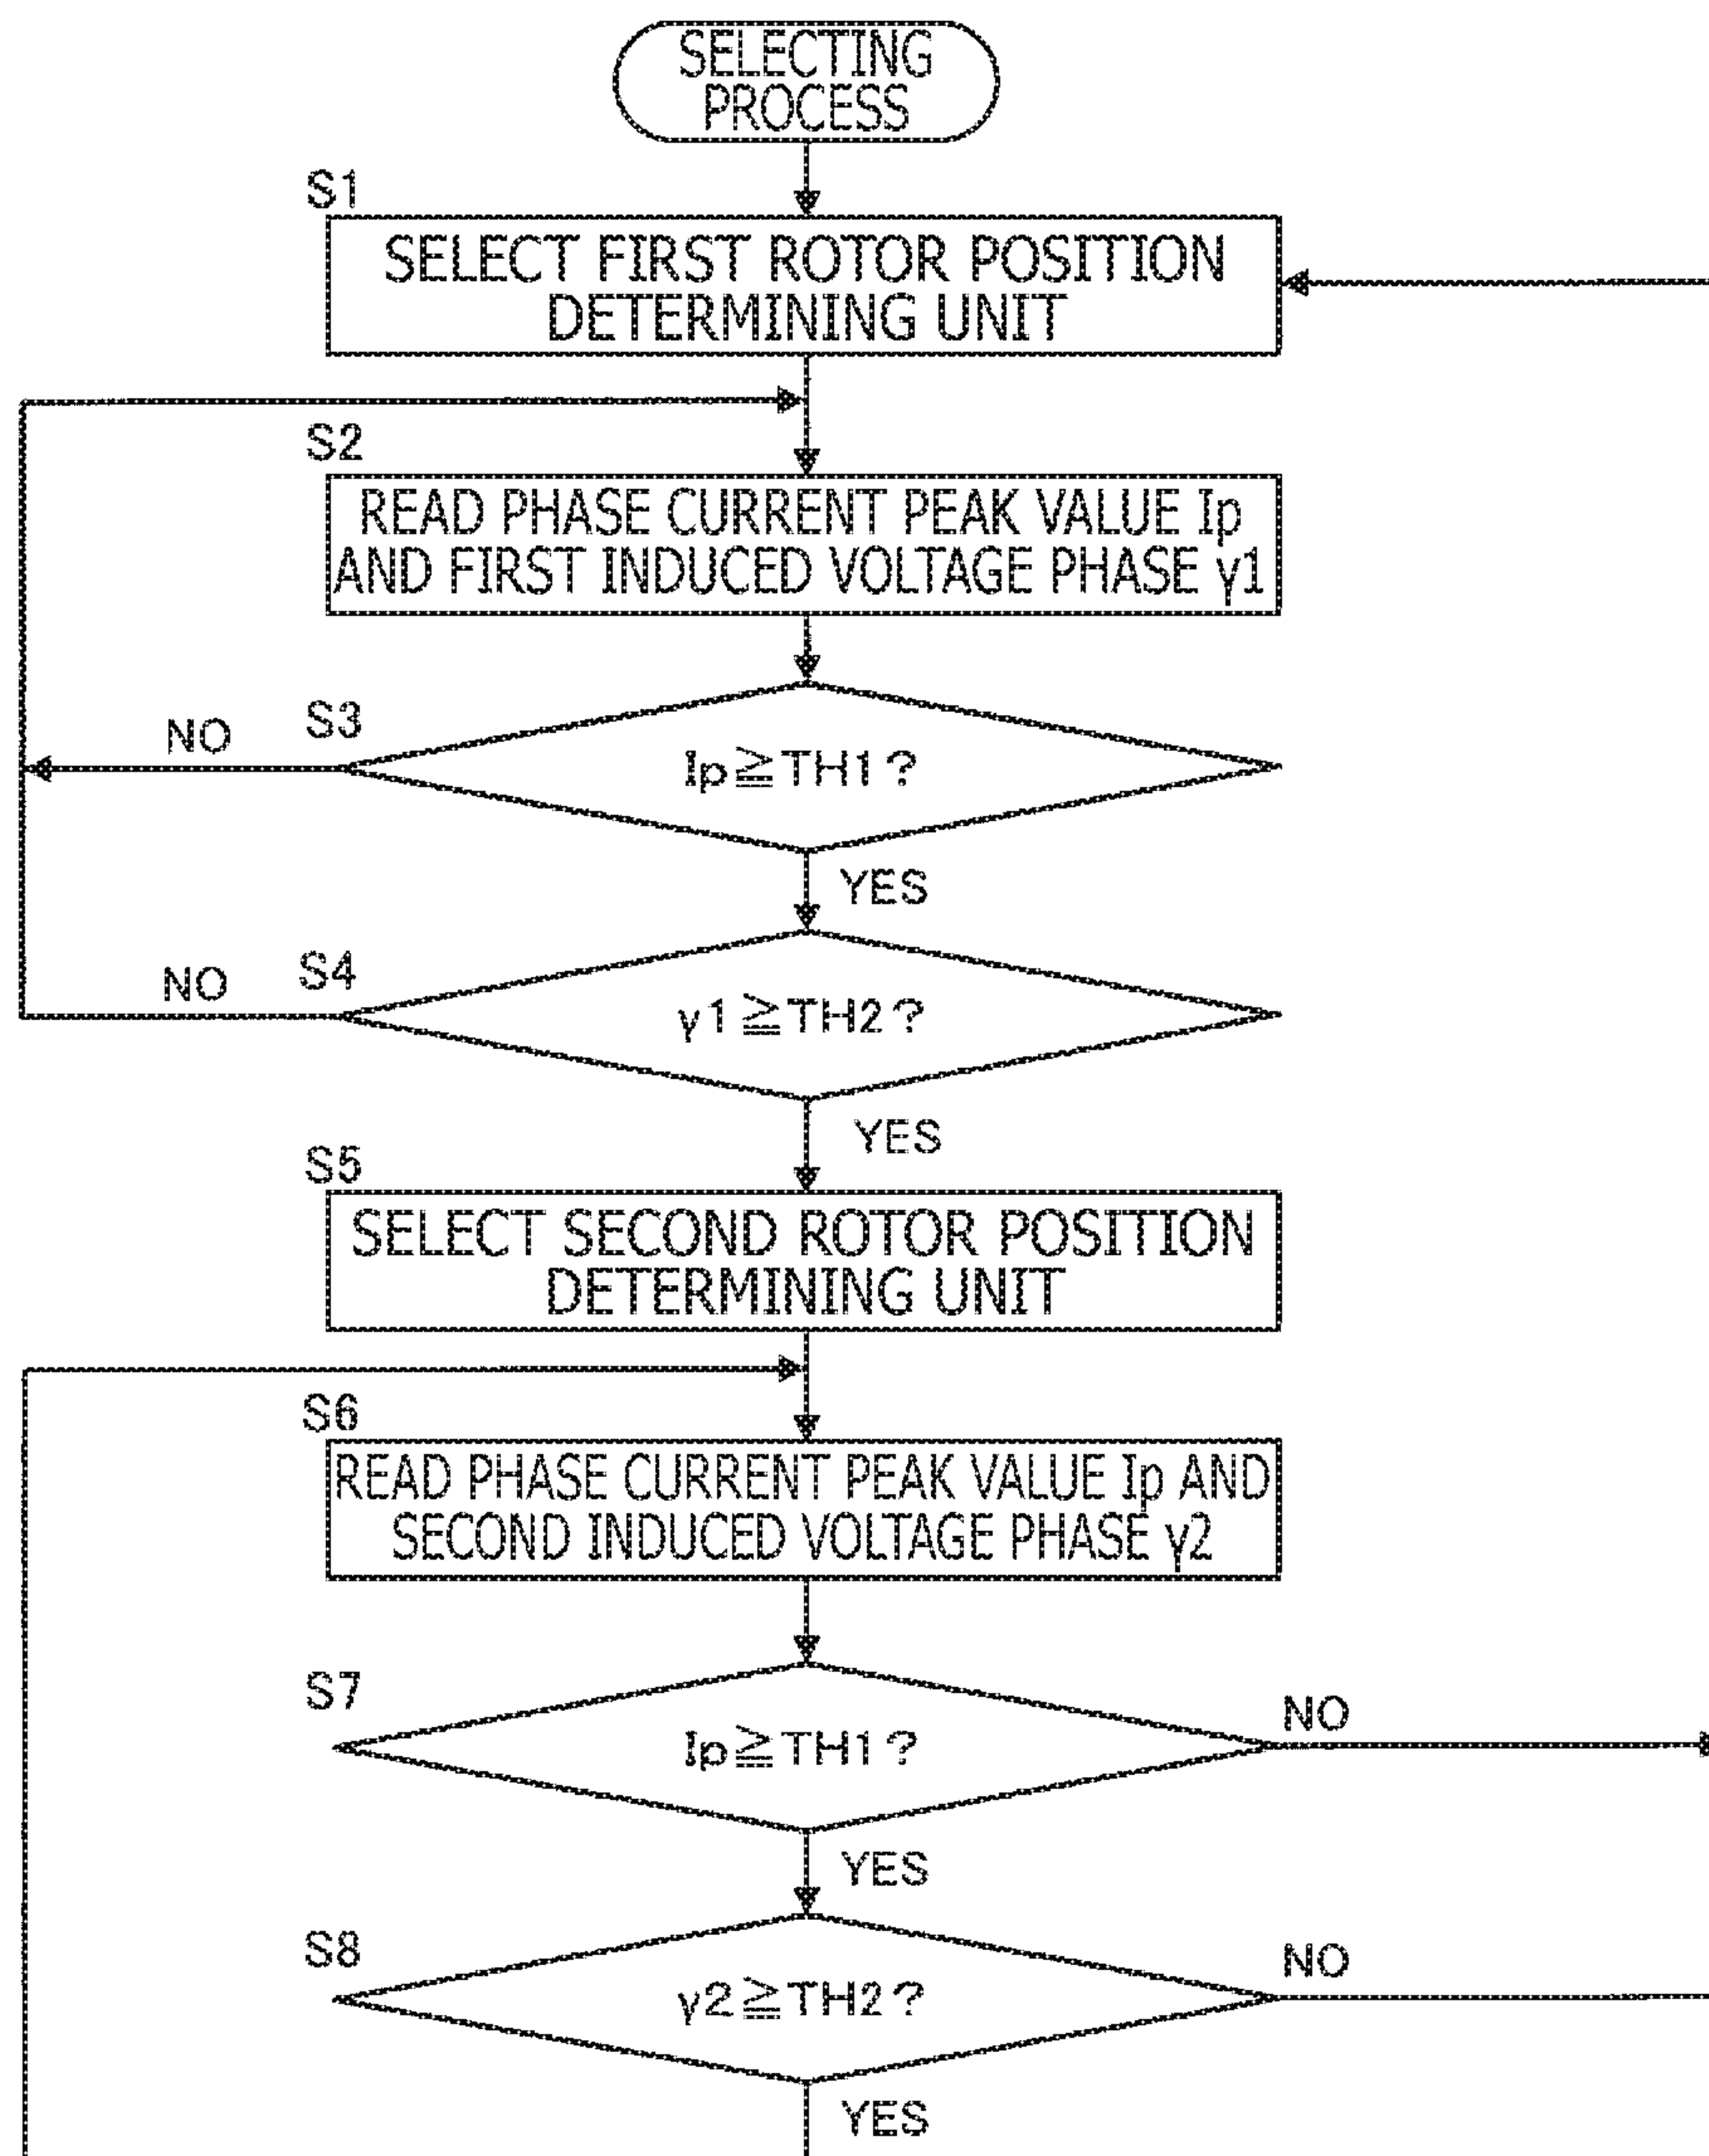 SELECTING
PROCESS
S1
SELECT FIRST ROTOR POSITION
DETERMINING UNIT
S2
READ PHASE CURRENT PEAK VALUE Ip
AND FIRST INDUCED VOLTAGE PHASE γ1
S3
NO
Ip≧TH1?
YES
S4
NO
γ1≧TH2?
YES
S5
SELECT SECOND ROTOR POSITION
DETERMINING UNIT
S6
READ PHASE CURRENT PEAK VALUE Ip AND
SECOND INDUCED VOLTAGE PHASE γ2
S7
Ip≧TH1?
NO
YES
S8
γ2≧TH2?
NO
YES